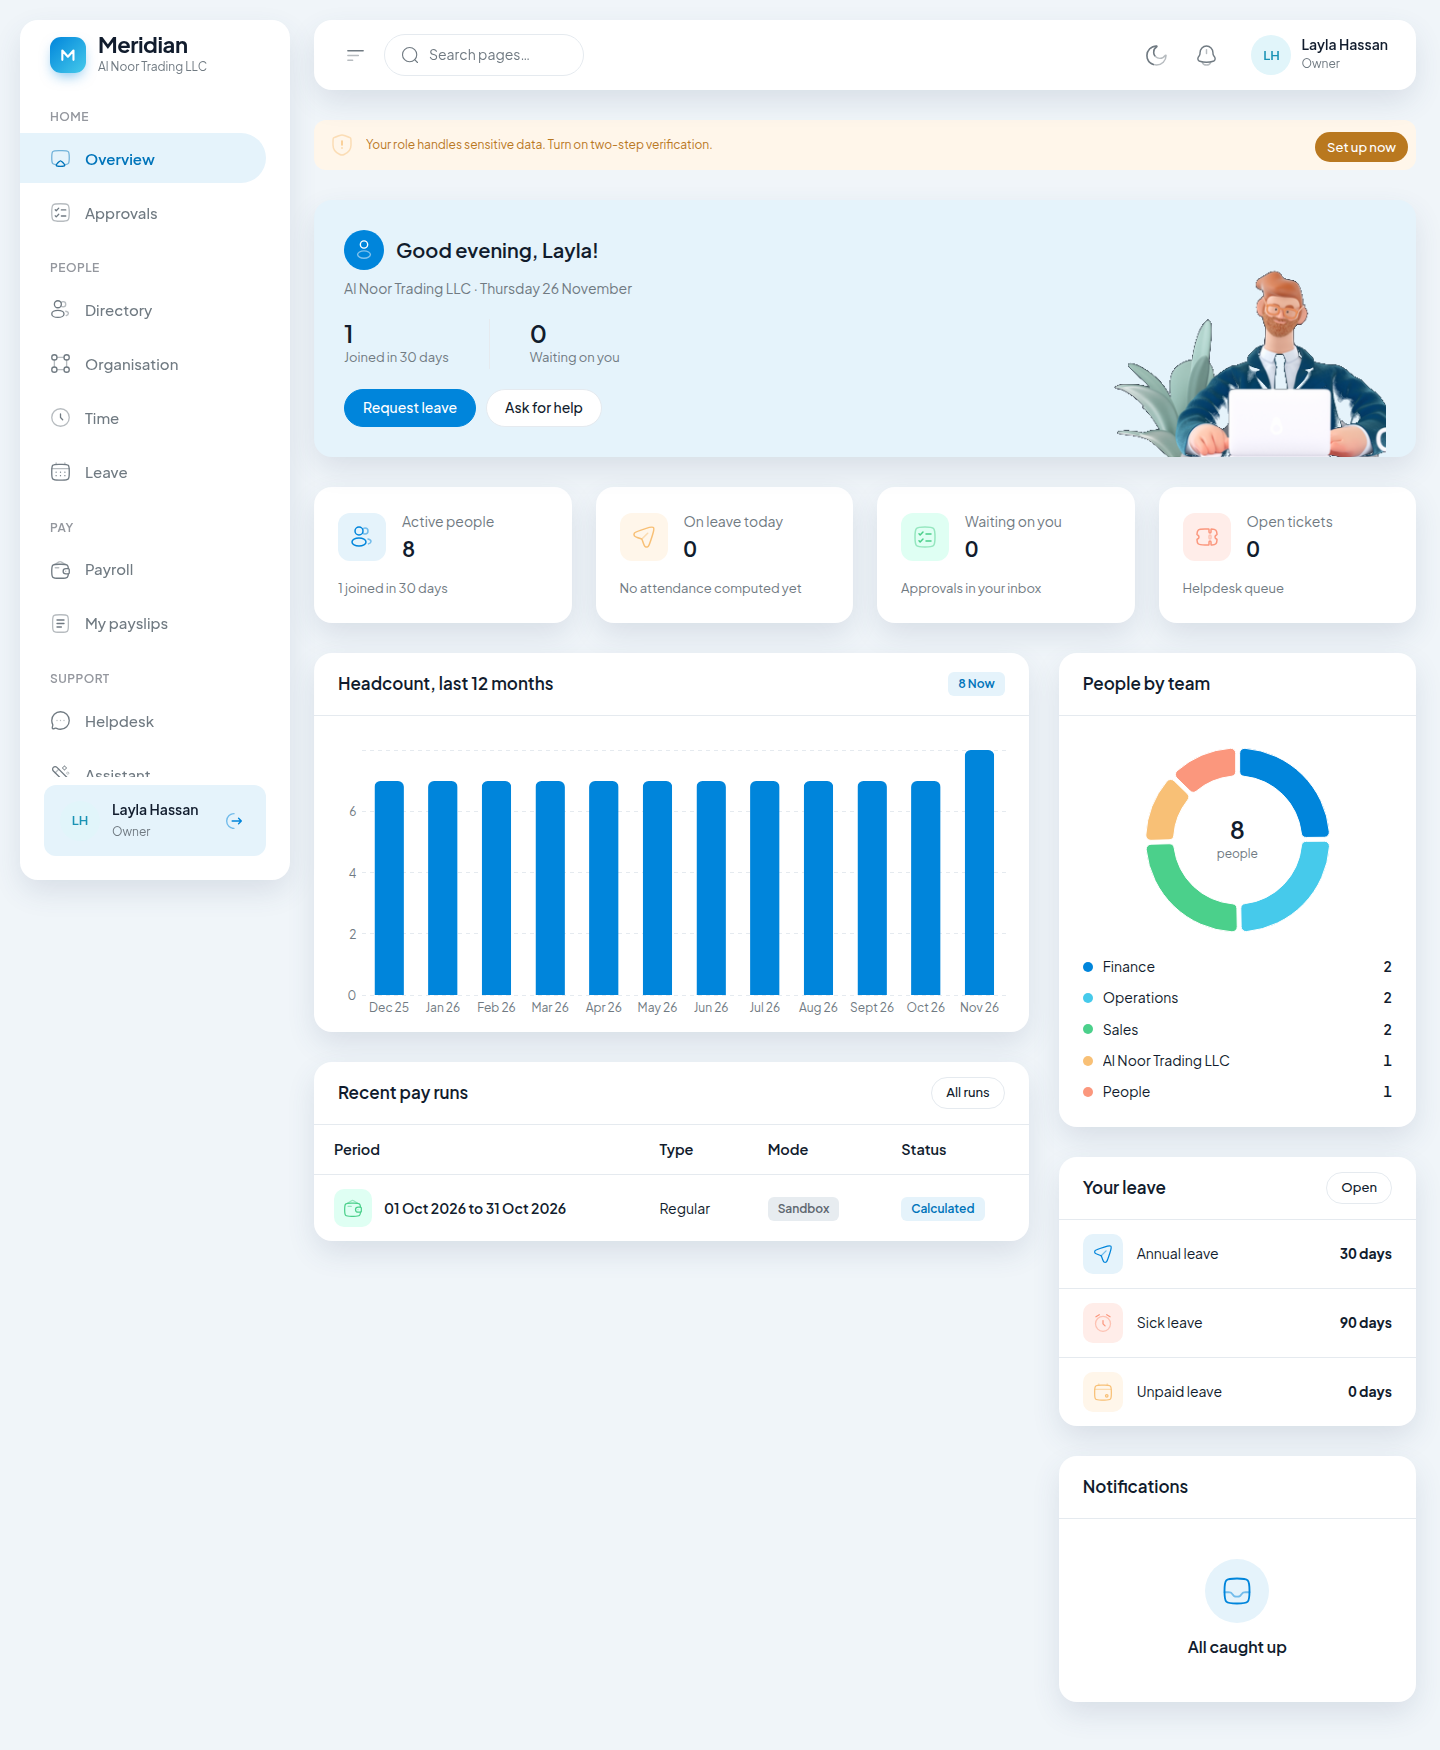 Meridian
Al Noor Trading LLC
HOME
Overview
Approvals
PEOPLE
Directory
Organisation
Time
Leave
PAY
Payroll
My payslips
SUPPORT
Helpdesk
Assistant
LH
Layla Hassan
Owner
Search pages...
LH
Layla Hassan
Owner
Your role handles sensitive data. Turn on two-step verification.
Set up now
Good evening, Layla!
Al Noor Trading LLC · Thursday 26 November
1
Joined in 30 days
0
Waiting on you
Request leave
Ask for help
Active people
8
1 joined in 30 days
On leave today
0
No attendance computed yet
Waiting on you
0
Approvals in your inbox
Open tickets
0
Helpdesk queue
Headcount, last 12 months
8 Now
6
4
2
0
Dec 25 Jan 26 Feb 26 Mar 26 Apr 26 May 26 Jun 26 Jul 26 Aug 26 Sept 26 Oct 26 Nov 26
People by team
8
people
Finance 2
Operations 2
Sales 2
Al Noor Trading LLC 1
People 1
Recent pay runs
All runs
Period Type Mode Status
01 Oct 2026 to 31 Oct 2026 Regular Sandbox Calculated
Your leave
Open
Annual leave 30 days
Sick leave 90 days
Unpaid leave 0 days
Notifications
All caught up